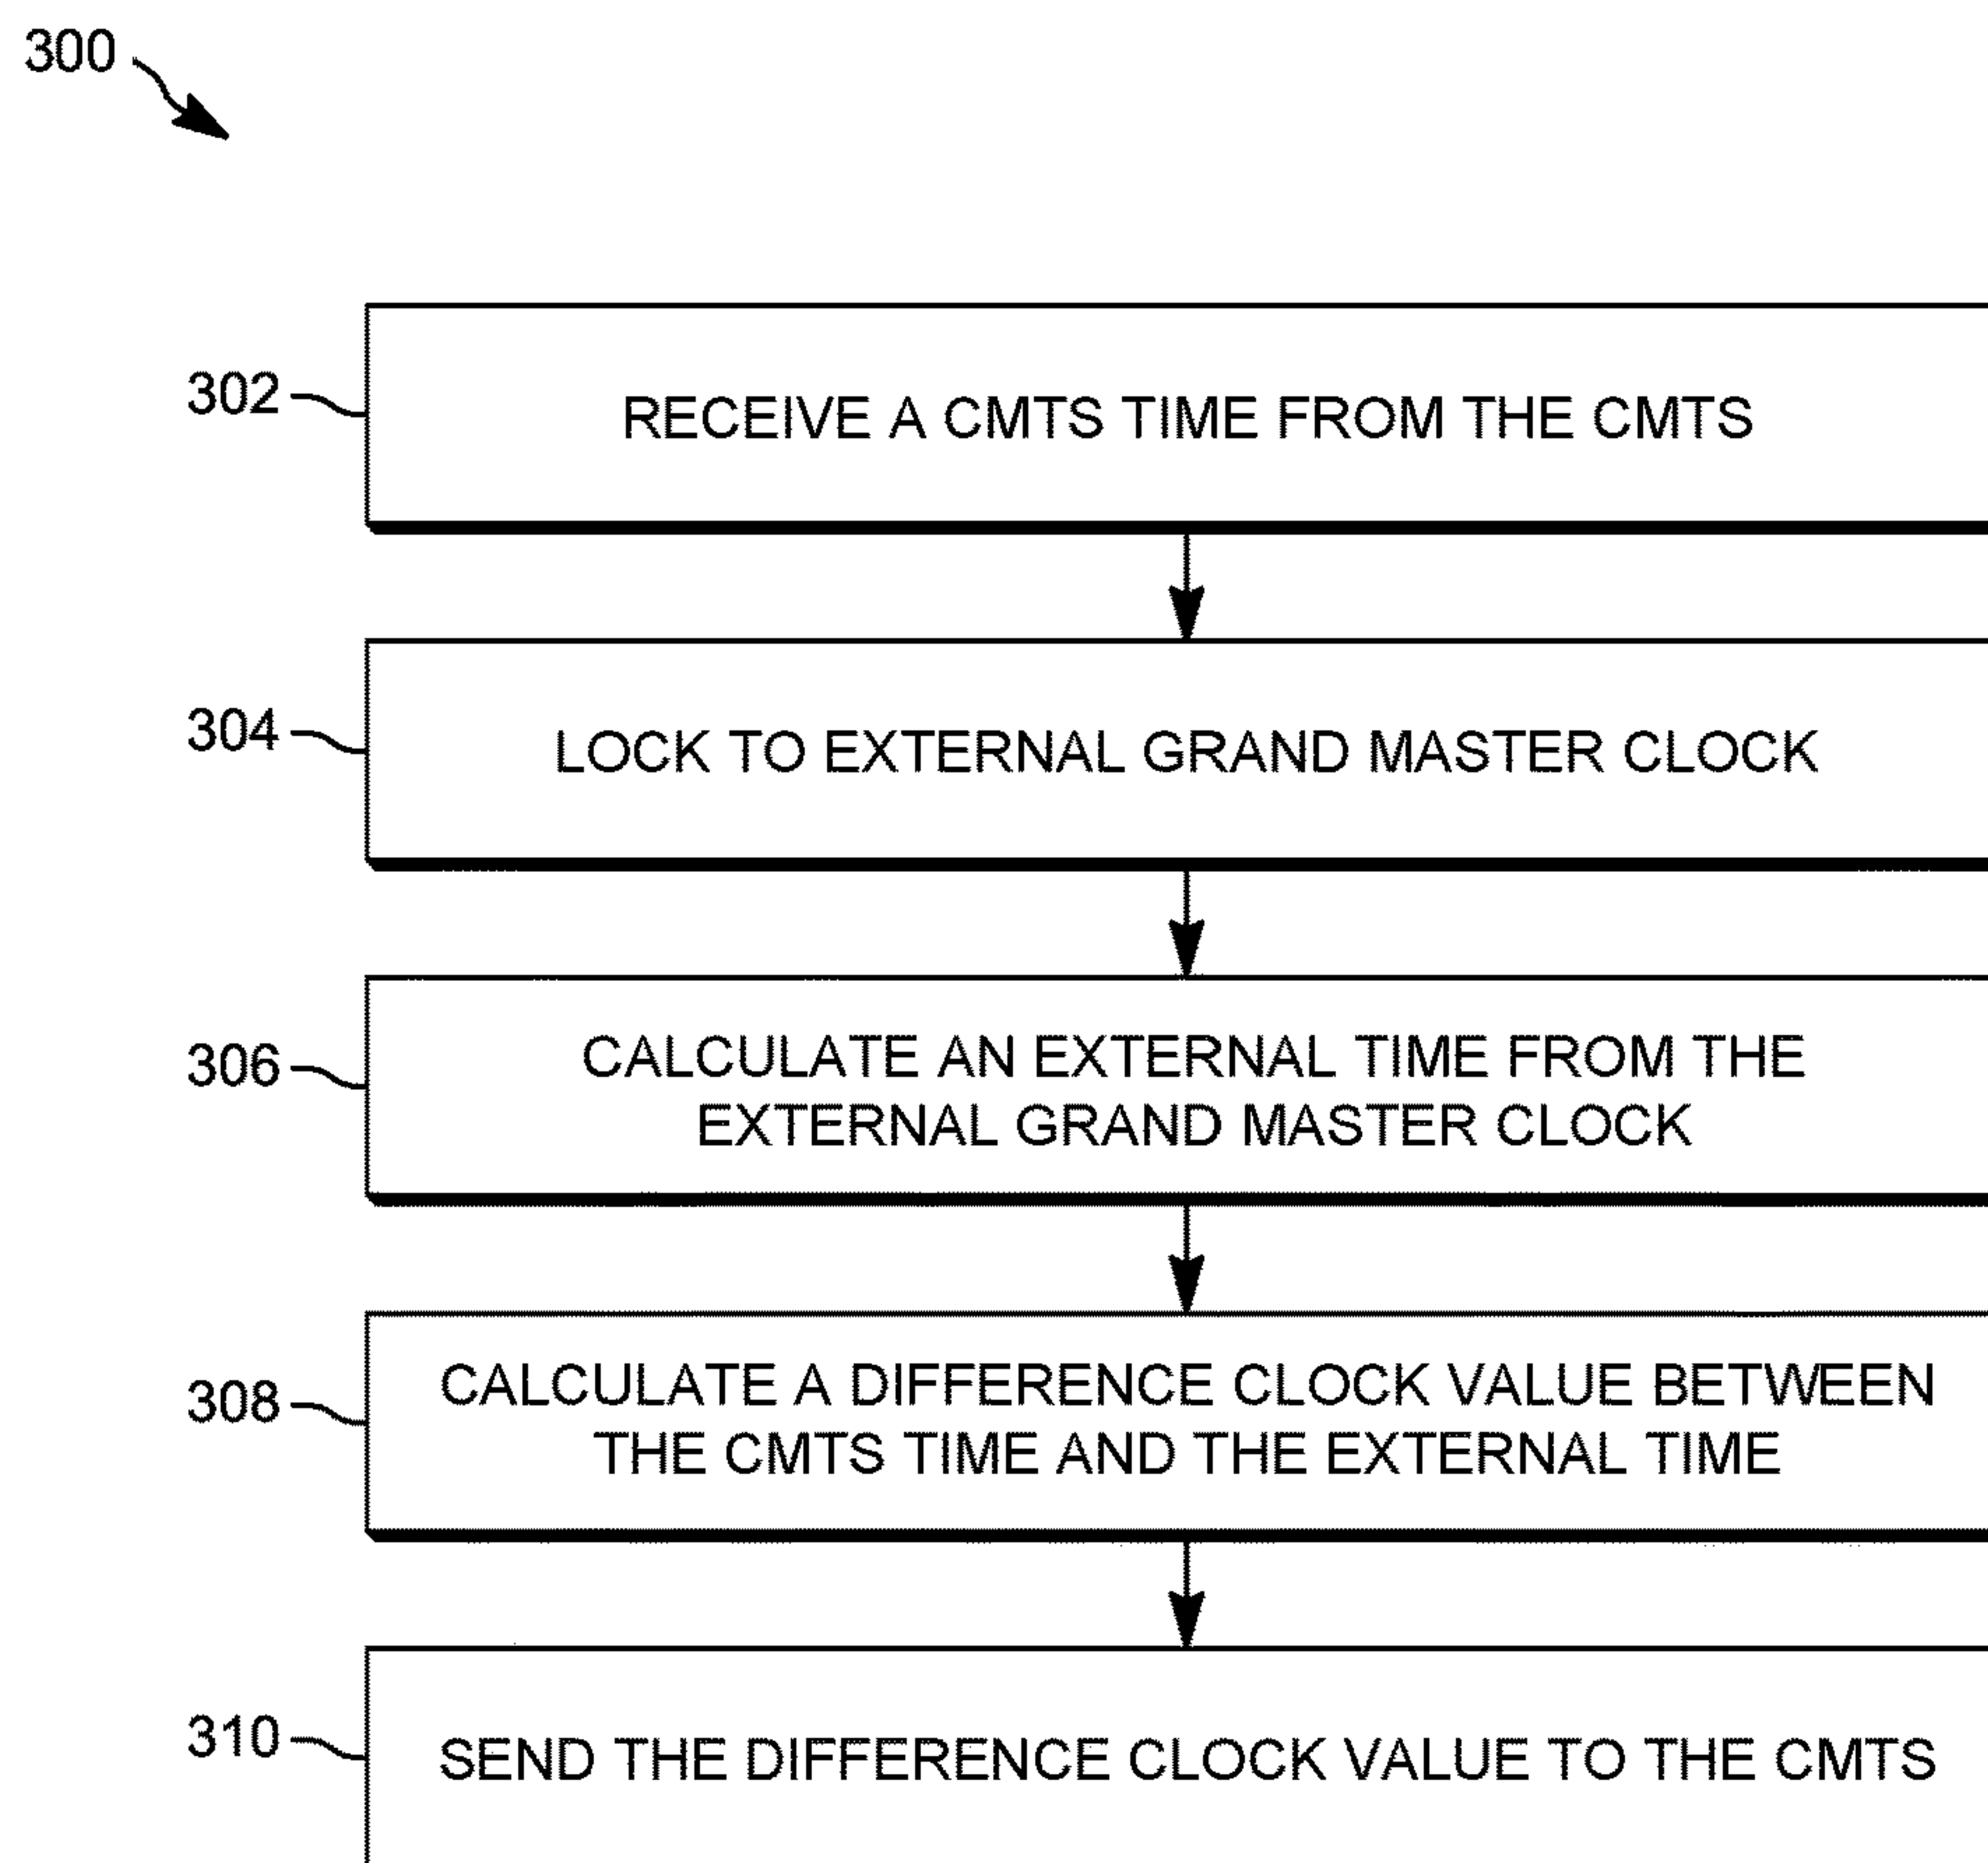 300
302
RECEIVE A CMTS TIME FROM THE CMTS
304
LOCK TO EXTERNAL GRAND MASTER CLOCK
306
CALCULATE AN EXTERNAL TIME FROM THE
EXTERNAL GRAND MASTER CLOCK
308
CALCULATE A DIFFERENCE CLOCK VALUE BETWEEN
THE CMTS TIME AND THE EXTERNAL TIME
310
SEND THE DIFFERENCE CLOCK VALUE TO THE CMTS